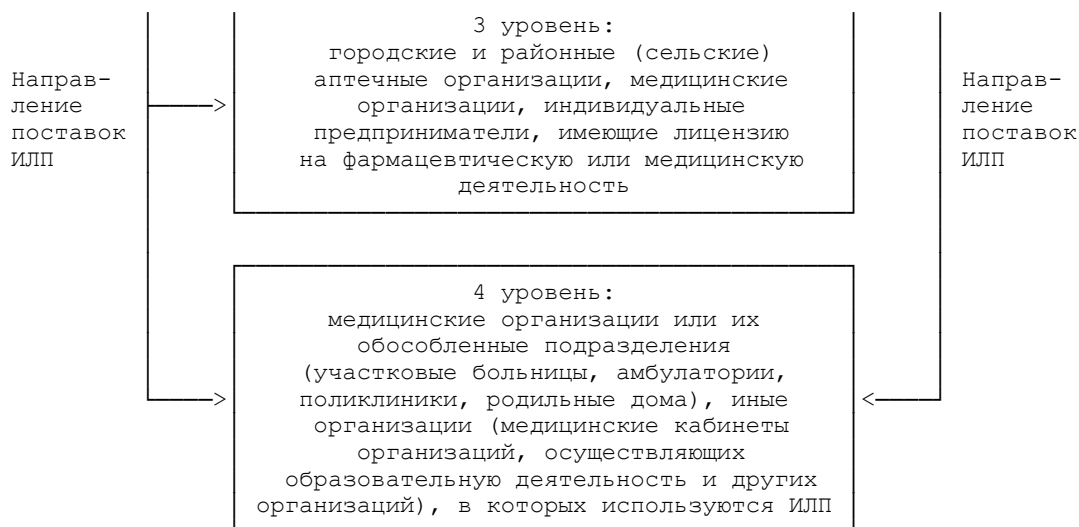 3 уровень:
городские и районные (сельские)
аптечные организации, медицинские
организации, индивидуальные
предприниматели, имеющие лицензию
на фармацевтическую или медицинскую
деятельность
Направ-
ление
поставок
ИЛП
Направ-
ление
поставок
ИЛП
4 уровень:
медицинские организации или их
обособленные подразделения
(участковые больницы, амбулатории,
поликлиники, родильные дома), иные
организации (медицинские кабинеты
организаций, осуществляющих
образовательную деятельность и других
организаций), в которых используются ИЛП